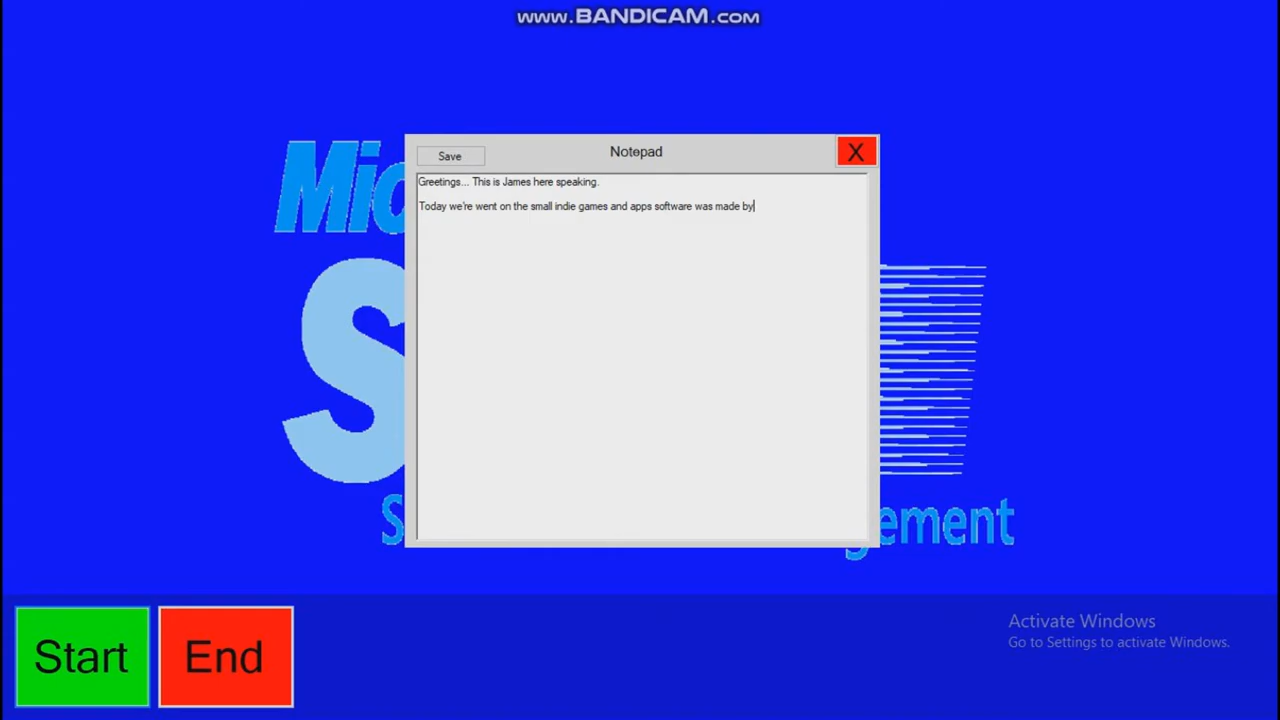 www.BANDICAM.com
Notepad
Save
X
Greetings... This is James here speaking.
Today we're went on the small indie games and apps software was made by
Start
End
Activate Windows
Go to Settings to activate Windows.